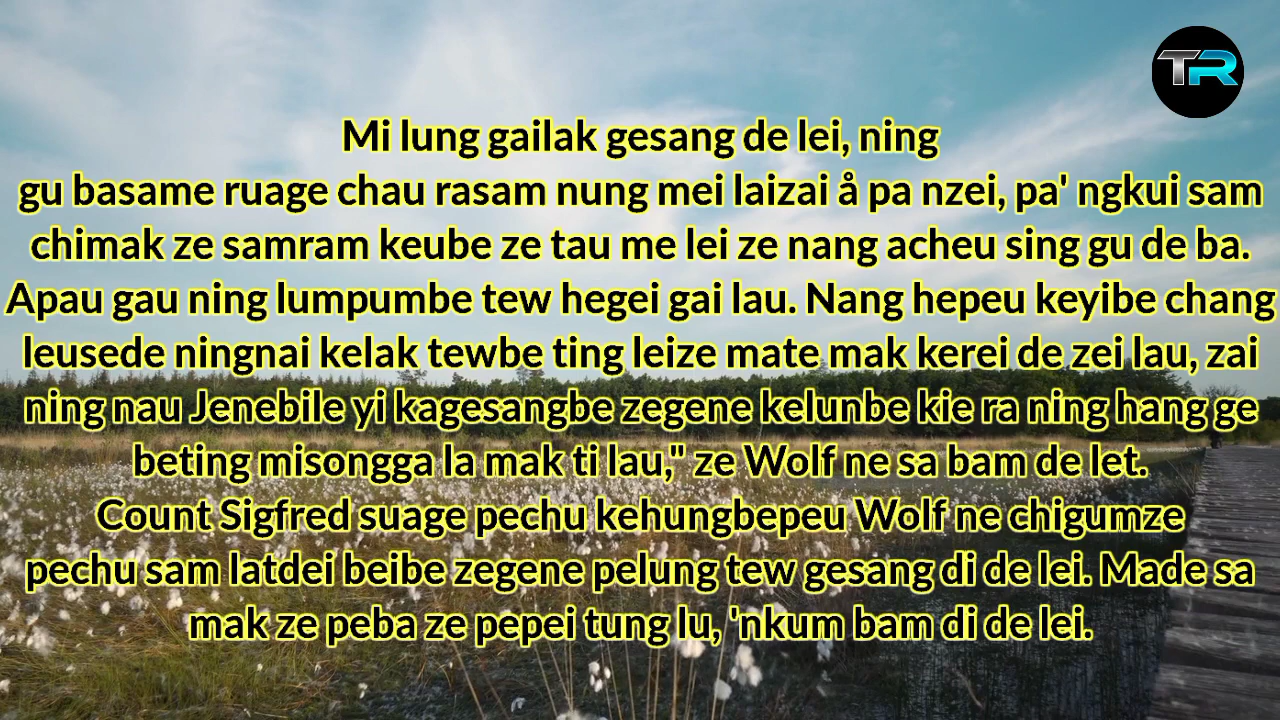 TR
Mi lung gailak gesang de lei, ning
gu basame ruage chau rasam nung mei laizai å pa nzei, pa' ngkui sam
chimak ze samram keube ze tau me lei ze nang acheu sing gu de ba.
Apau gau ning lumpumbe tew hegei gai lau. Nang hepeu keyibe chang
leusede ningnai kelak tewbe ting leize mate mak kerei de zei lau, zai
ning nau Jenebile yi kagesangbe zegene kelunbe kie ra ning hang ge
beting misongga la mak ti lau," ze Wolf ne sa bam de let.
Count Sigfred suage pechu kehungbepeu Wolf ne chigumze
pechu sam latdei beibe zegene pelung tew gesang di de lei. Made sa
mak ze peba ze pepei tung lu, 'nkum bam di de lei.